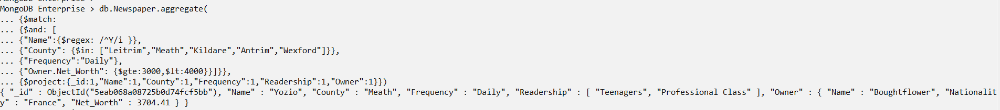 MongoDB Enterprise > db.Newspaper.aggregate(
... {$match:
... {$and: [
... {"Name":{$regex: /^Y/i }},
... {"County": {$in: ["Leitrim","Meath","Kildare","Antrim","Wexford"]}},
... {"Frequency":"Daily"},
... {"Owner.Net_Worth": {$gte:3000,$lt:4000}}]}},
... {$project:{_id:1,"Name":1,"County":1,"Frequency":1,"Readership":1,"Owner":1}})
{ "_id" : ObjectId("5eab068a08725b0d74fcf5bb"), "Name" : "Yozio", "County" : "Meath", "Frequency" : "Daily", "Readership" : [ "Teenagers", "Professional Class" ], "Owner" : { "Name" : "Boughtflower", "Nationalit
y" : "France", "Net_Worth" : 3704.41 } }